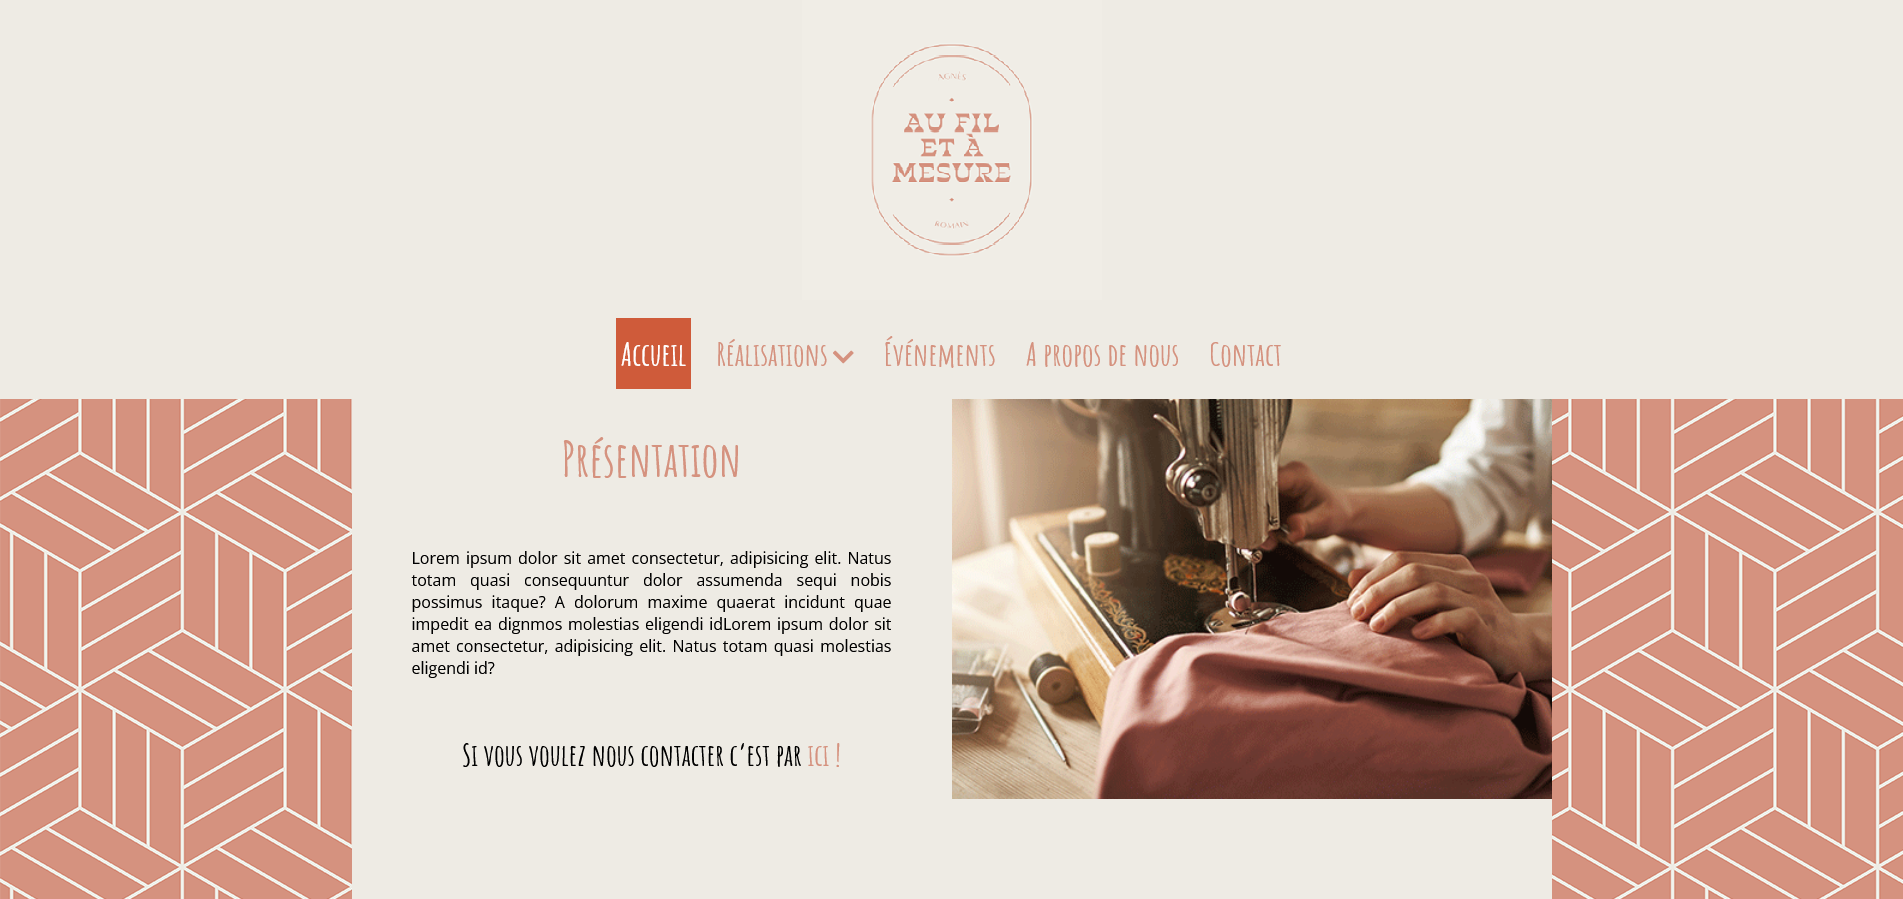 AGNÈS
AU FIL
ET À
MESURE
ROMAIN
Accueil
Réalisations
Événements
A propos de nous
Contact
Présentation
Lorem ipsum dolor sit amet consectetur, adipisicing elit. Natus
totam quasi consequuntur dolor assumenda sequi nobis
possimus itaque? A dolorum maxime quaerat incidunt quae
impedit ea dignmos molestias eligendi idLorem ipsum dolor sit
amet consectetur, adipisicing elit. Natus totam quasi molestias
eligendi id?
Si vous voulez nous contacter c’est par ici !